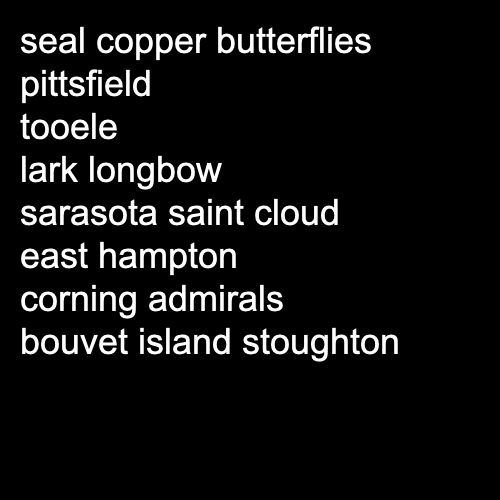 seal copper butterflies
pittsfield
tooele
lark longbow
sarasota saint cloud
east hampton
corning admirals
bouvet island stoughton